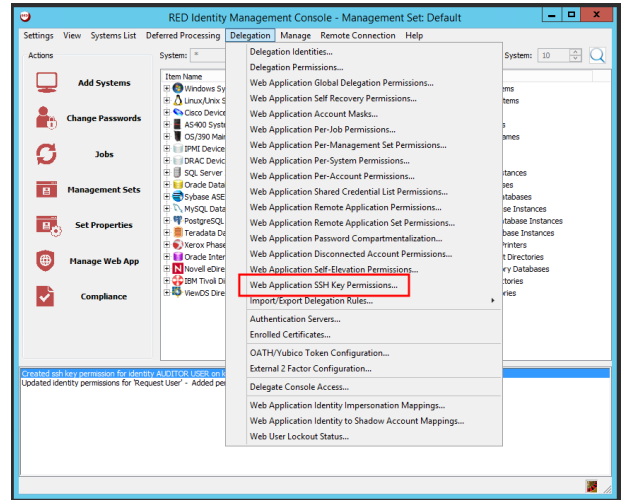 RED Identity Management Console - Management Set: Default
Settings View Systems List Deferred Processing Delegation Manage Remote Connection Help
Actions
Add Systems
Change Passwords
Jobs
Management Sets
Set Properties
Manage Web App
Compliance
System: *
System: 10
Item Name
Windows Sy
Linux/Unix S
Cisco Device
AS400 Syste
OS/390 Main
IPMI Device
DRAC Devic
SQL Server
Oracle Data
Sybase ASE
MySQL Data
PostgreSQL
Teradata Da
Xerox Phase
Oracle Inter
Novell eDire
IBM Tivoli Di
ViewDS Dire
Delegation Identities...
Delegation Permissions...
Web Application Global Delegation Permissions...
Web Application Self Recovery Permissions...
Web Application Account Masks...
Web Application Per-Job Permissions...
Web Application Per-Management Set Permissions...
Web Application Per-System Permissions...
Web Application Per-Account Permissions...
Web Application Shared Credential List Permissions...
Web Application Remote Application Permissions...
Web Application Remote Application Set Permissions...
Web Application Password Compartmentalization...
Web Application Disconnected Account Permissions...
Web Application Self-Elevation Permissions...
Web Application SSH Key Permissions...
Import/Export Delegation Rules...
Authentication Servers...
Enrolled Certificates...
OATH/Yubico Token Configuration...
External 2 Factor Configuration...
Delegate Console Access...
Web Application Identity Impersonation Mappings...
Web Application Identity to Shadow Account Mappings...
Web User Lockout Status...
ems
tems
s
ames
tances
ses
tabases
se Instances
tabase Instances
base Instances
Printers
t Directories
ry Databases
tories
ories
Created ssh key permission for identity AUDITOR USER on k
Updated identity permissions for 'Request User' - Added per